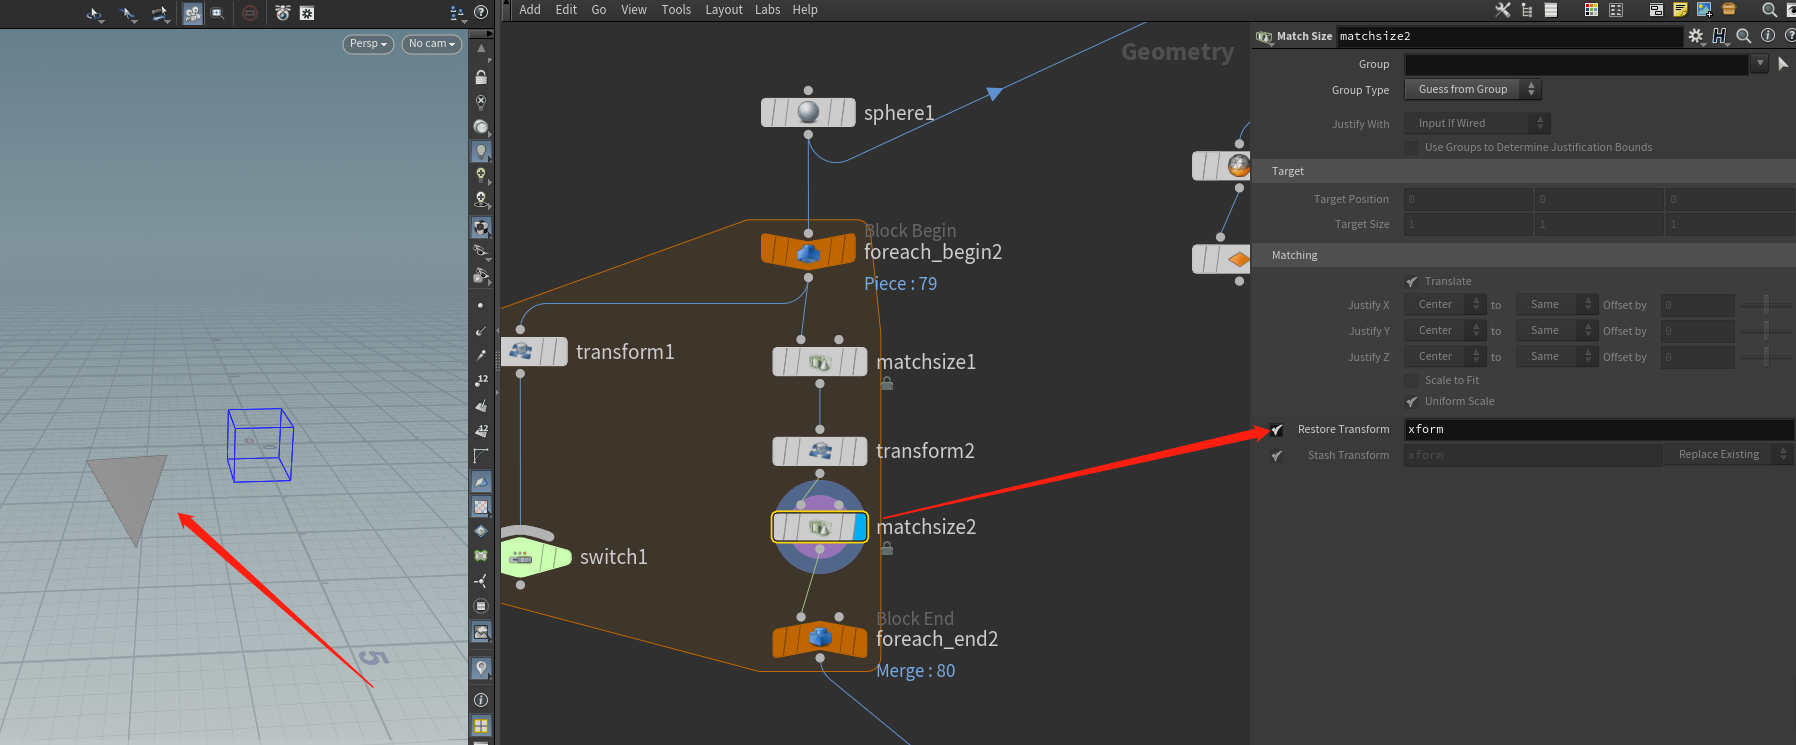 Add Edit Go View Tools Layout Labs Help
Persp
No cam
12
12
5
Geometry
sphere1
Block Begin
foreach_begin2
Piece : 79
transform1
matchsize1
transform2
matchsize2
switch1
Block End
foreach_end2
Merge : 80
Match Size matchsize2
Group
Group Type Guess from Group
Justify With Input If Wired
Use Groups to Determine Justification Bounds
Target
Target Position 0 0 0
Target Size 1 1 1
Matching
Translate
Justify X Center to Same Offset by 0
Justify Y Center to Same Offset by 0
Justify Z Center to Same Offset by 0
Scale to Fit
Uniform Scale
Restore Transform xform
Stash Transform xform Replace Existing